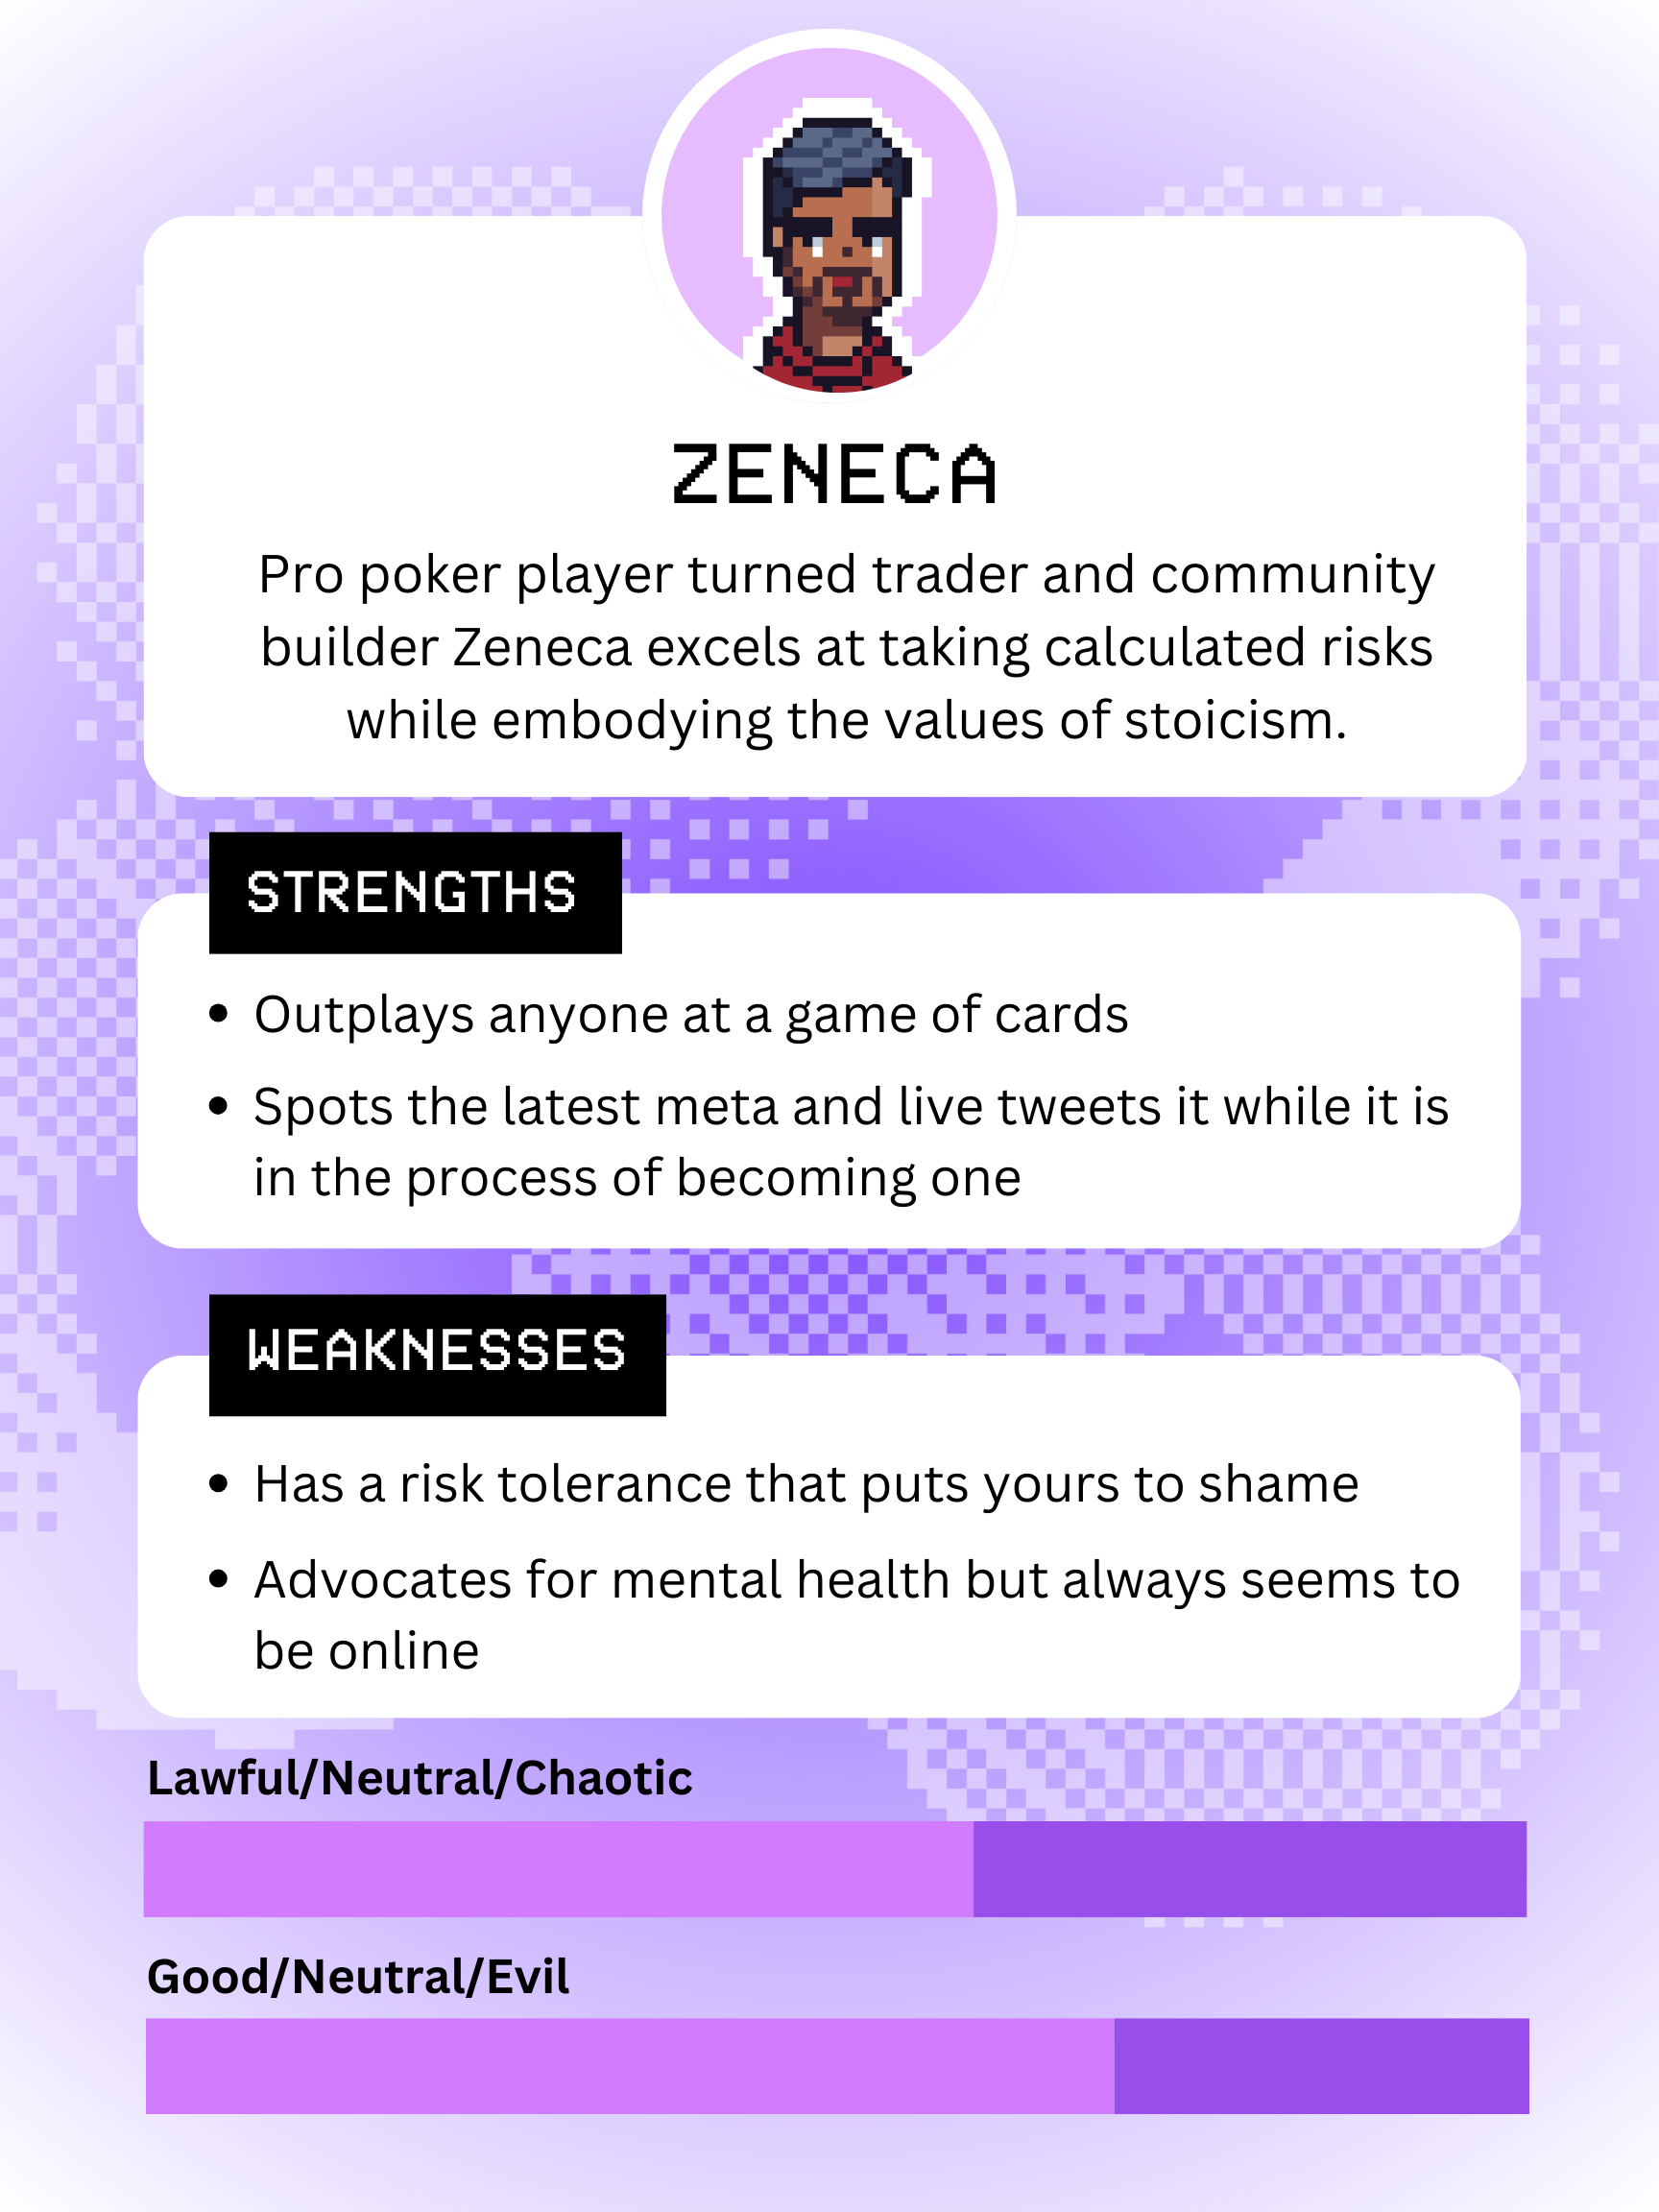 ZENECA
Pro poker player turned trader and community
builder Zeneca excels at taking calculated risks
while embodying the values of stoicism.
STRENGTHS
• Outplays anyone at a game of cards
• Spots the latest meta and live tweets it while it is
in the process of becoming one
WEAKNESSES
• Has a risk tolerance that puts yours to shame
• Advocates for mental health but always seems to
be online
Lawful/Neutral/Chaotic
Good/Neutral/Evil